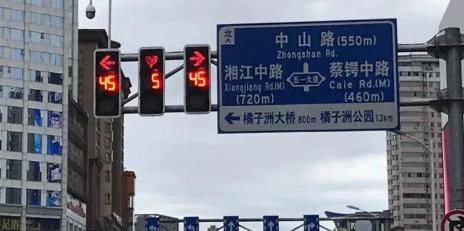 北
中山路(550m)
Zhongshan Rd.
湘江中路
Xiangjiang Rd.(M)
(720m)
五一大道
蔡锷中路
Caie Rd.(M)
(460m)
橘子洲大桥 800m 橘子洲公园 1.3km
45
5
45